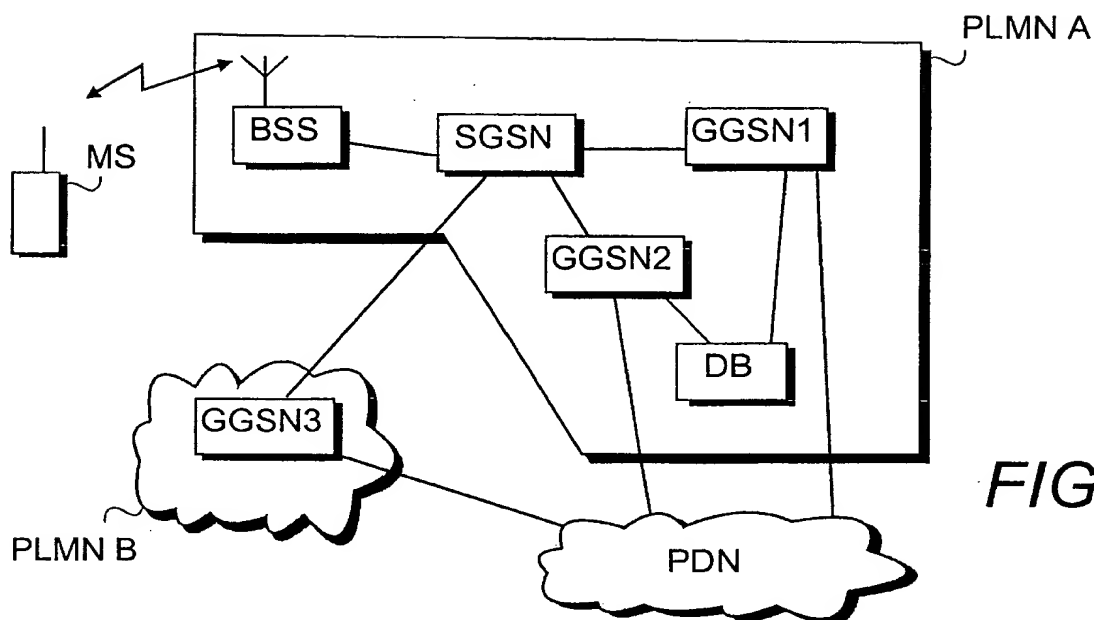 PLMN A
BSS
SGSN
GGSN1
MS
GGSN2
DB
GGSN3
FIG
PLMN B
PDN